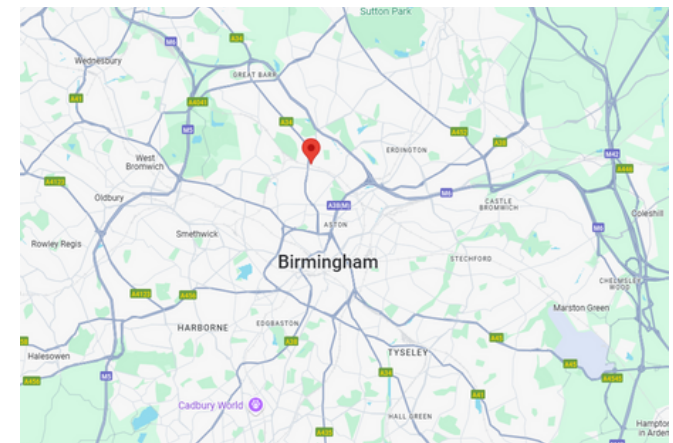 Sutton Park
M6
A34
Wednesbury
GREAT BARR
A41
A4041
A34
M5
A452
A38
ERDINGTON
West
Bromwich
M42
A446
A4123
M6
Oldbury
A38(M)
CASTLE
BROMWICH
Coleshill
ASTON
Smethwick
M6
Rowley Regis
Birmingham
STECHFORD
CHELMSLEY
WOOD
A4123
A456
Marston Green
EDGBASTON
HARBORNE
A38
A45
Halesowen
TYSELEY
A45
M5
A34
A4545
A456
A41
Cadbury World
HALL GREEN
A435
Hampton
in Arden